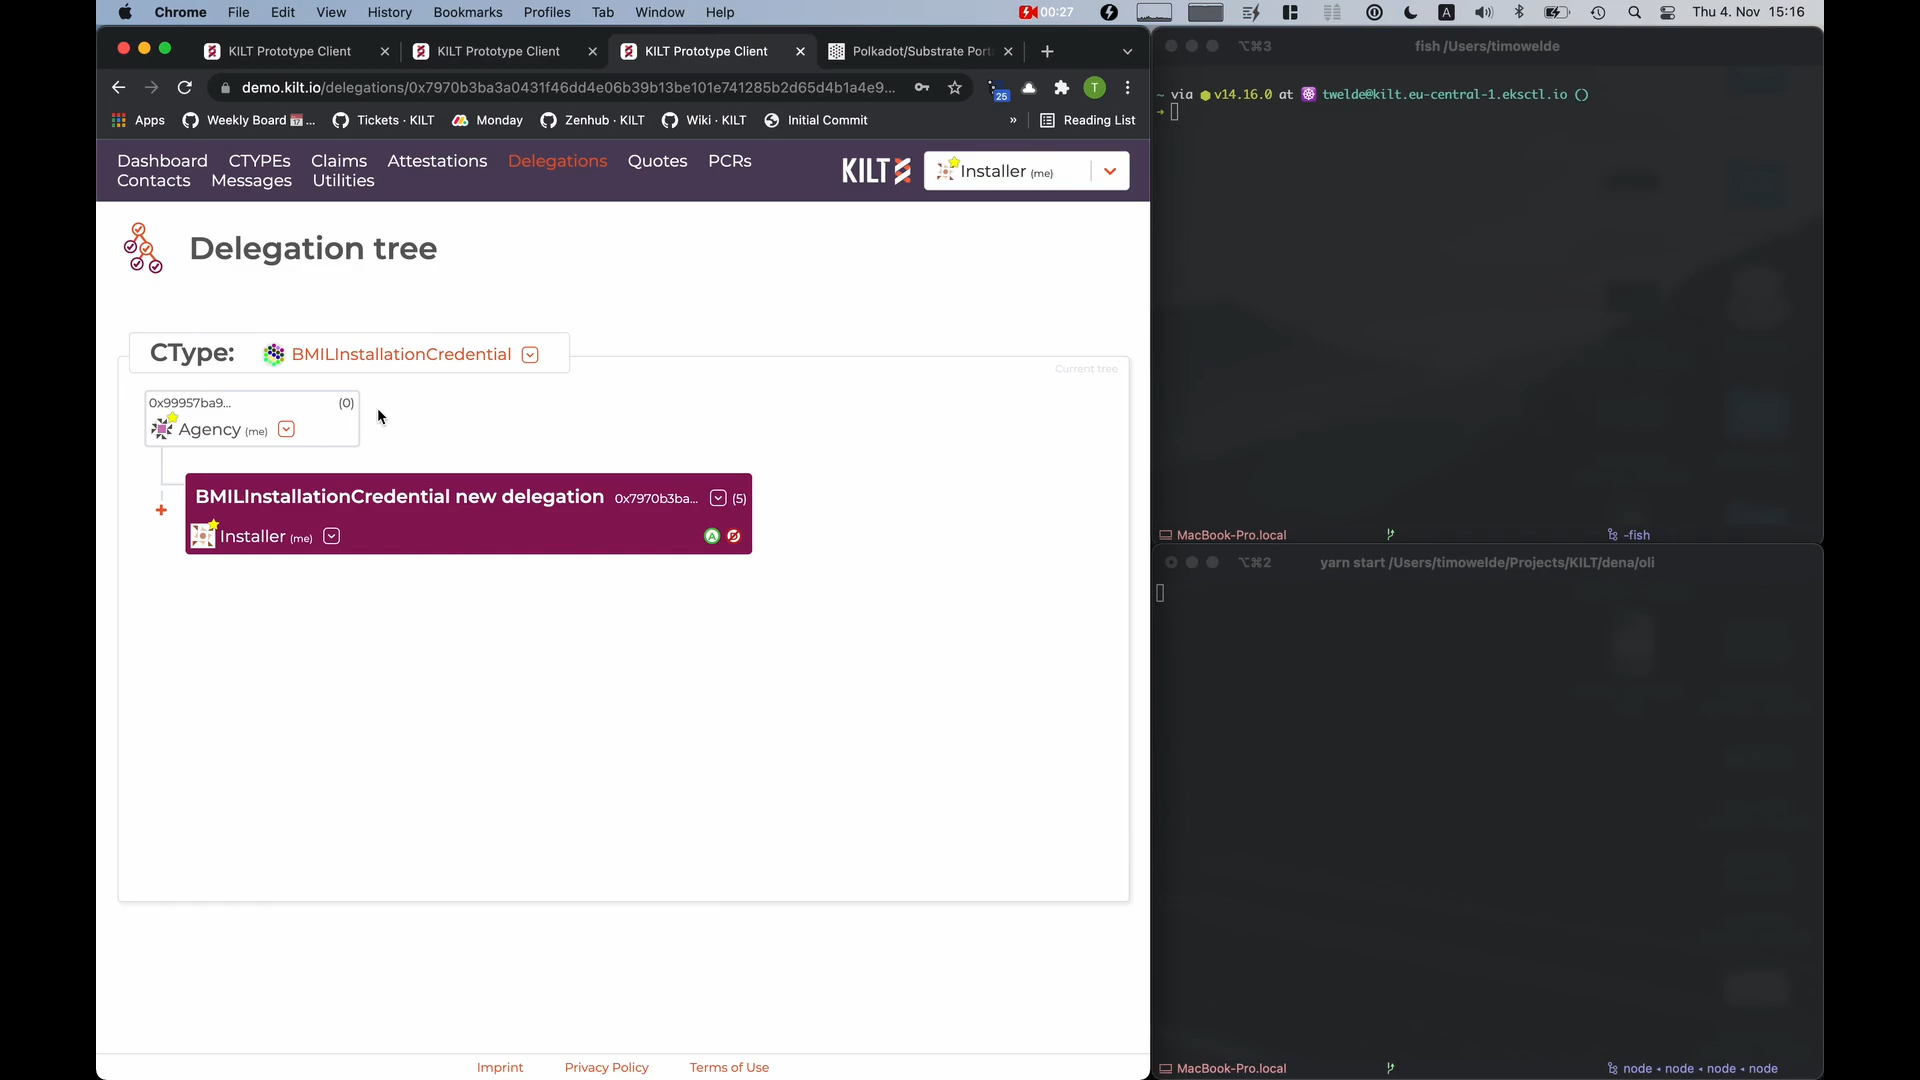 Chrome File Edit View History Bookmarks Profiles Tab Window Help 00:27 A Thu 4. Nov 15:16
KILT Prototype Client KILT Prototype Client KILT Prototype Client Polkadot/Substrate Port
demo.kilt.io/delegations/0x7970b3ba3a0431f46dd4e06b39b13be101e741285b2d65d4b1a4e9... 25 T
Apps Weekly Board 17 ... Tickets · KILT Monday Zenhub · KILT Wiki · KILT Initial Commit » Reading List
Dashboard CTYPEs Claims Attestations Delegations Quotes PCRs
Contacts Messages Utilities
KILT
Installer (me)
Delegation tree
CType: BMILInstallationCredential
Current tree
0x99957ba9... (0)
Agency (me)
BMILInstallationCredential new delegation 0x7970b3ba... (5)
Installer (me) A
Imprint Privacy Policy Terms of Use
⌥⌘3 fish /Users/timowelde
~ via v14.16.0 at twelde@kilt.eu-central-1.eksctl.io ()
MacBook-Pro.local -fish
⌥⌘2 yarn start /Users/timowelde/Projects/KILT/dena/oli
MacBook-Pro.local node ◂ node ◂ node ◂ node